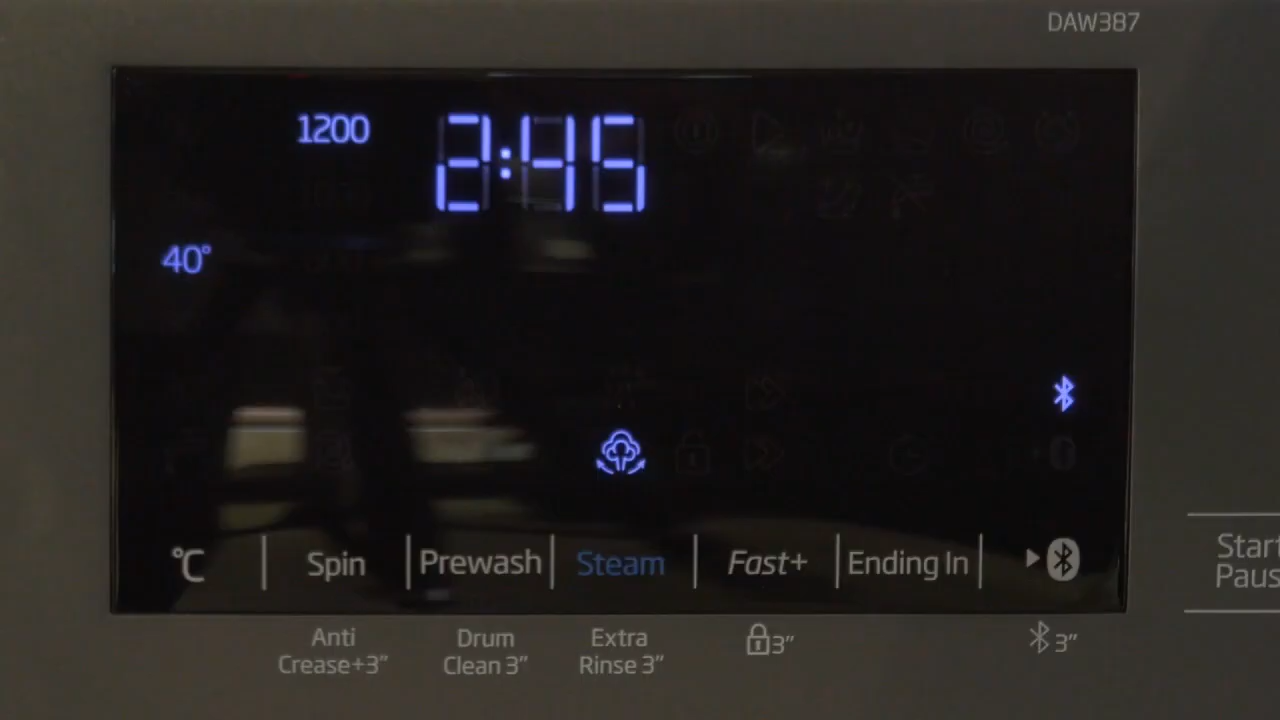 DAW387
1200 2:45
40°
°C Spin Prewash Steam Fast+ Ending In
Start
Paus
Anti Crease+3” Drum Clean 3” Extra Rinse 3” 3” 3”